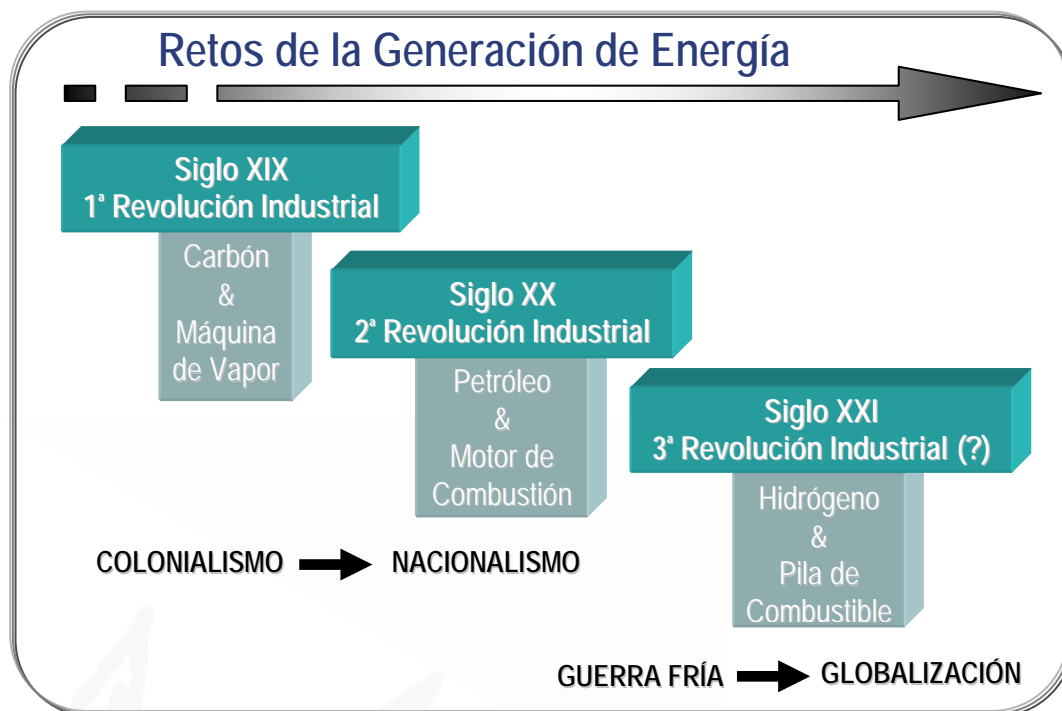 Retos de la Generación de Energía
Siglo XIX
1ª Revolución Industrial
Carbón
&
Máquina
de Vapor
Siglo XX
2ª Revolución Industrial
Petróleo
&
Motor de
Combustión
Siglo XXI
3ª Revolución Industrial (?)
Hidrógeno
&
Pila de
Combustible
COLONIALISMO NACIONALISMO
GUERRA FRÍA GLOBALIZACIÓN